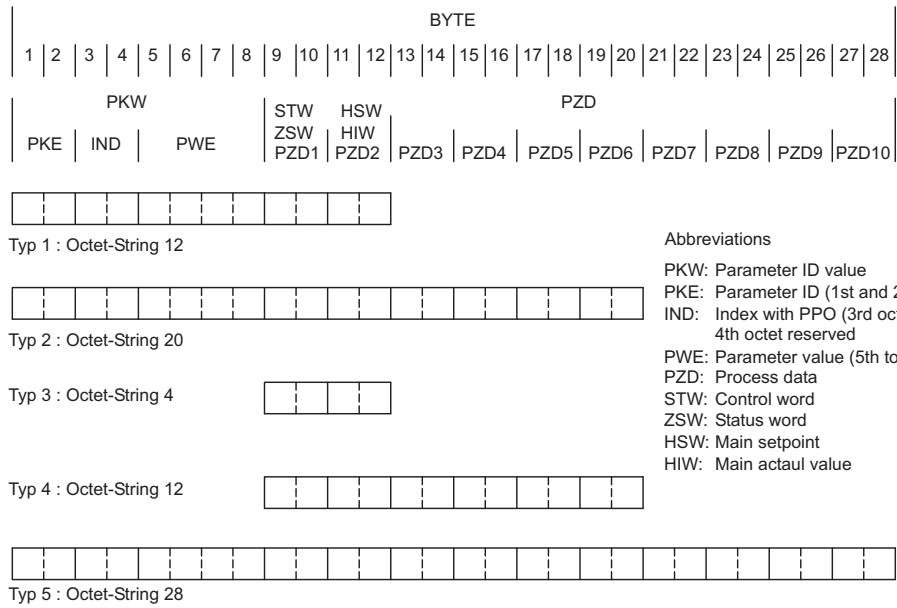 BYTE
1 2 3 4 5 6 7 8 9 10 11 12 13 14 15 16 17 18 19 20 21 22 23 24 25 26 27 28
PKW PZD
STW HSW
ZSW HIW
PKE IND PWE PZD1 PZD2 PZD3 PZD4 PZD5 PZD6 PZD7 PZD8 PZD9 PZD10
Typ 1 : Octet-String 12
Typ 2 : Octet-String 20
Typ 3 : Octet-String 4
Typ 4 : Octet-String 12
Typ 5 : Octet-String 28
Abbreviations
PKW: Parameter ID value
PKE: Parameter ID (1st and
IND: Index with PPO (3rd
4th octet reserved
PWE: Parameter value (5th to
PZD: Process data
STW: Control word
ZSW: Status word
HSW: Main setpoint
HIW: Main actaul value